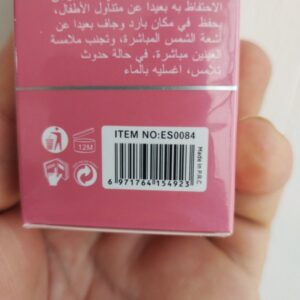 الاحتفاظ به بعيدا عن متناول الأطفال،
يحفظ في مكان بارد وجاف بعيدا عن
أشعة الشمس المباشرة، وتجنب ملامسة
العينين مباشرة. في حالة حدوث
تلامس، اغسليه بالماء
12M
ITEM NO:ES0084
Made in P.R.C
6 971764 154923